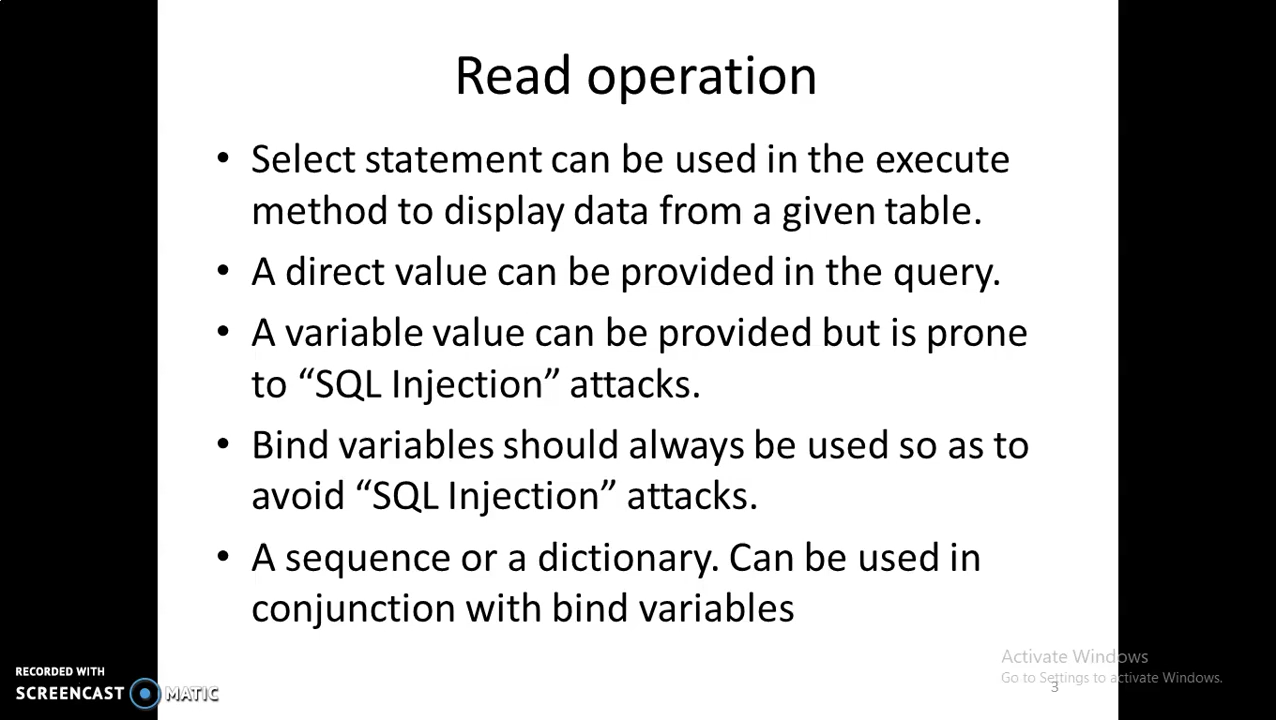 Read operation
• Select statement can be used in the execute
method to display data from a given table.
• A direct value can be provided in the query.
• A variable value can be provided but is prone
to “SQL Injection” attacks.
• Bind variables should always be used so as to
avoid “SQL Injection” attacks.
• A sequence or a dictionary. Can be used in
conjunction with bind variables
Activate Windows
Go to Settings to activate Windows.
3
RECORDED WITH
SCREENCAST MATIC